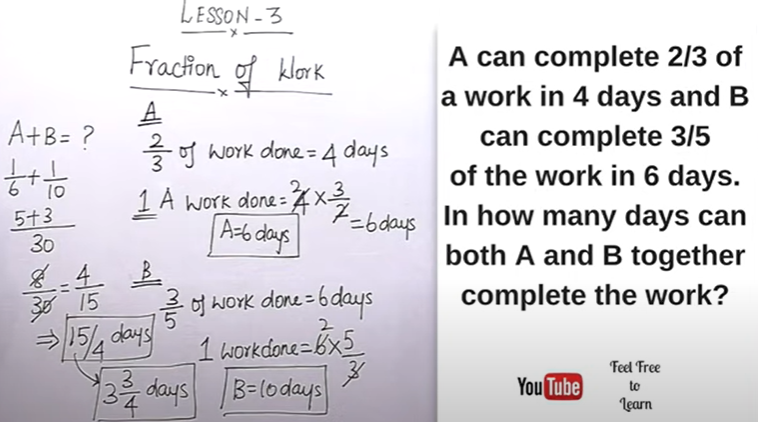 LESSON-3
Fraction of Work
A
2/3 of work done = 4 days
1 A work done = 4 2 × 3/2 = 6 days
A=6 days
B
3/5 of work done = 6 days
1 work done = 6 2 × 5/3
B=10 days
A+B= ?
1/6 + 1/10
5+3/30
8/30 = 4/15
⇒ 15/4 days
3 3/4 days
A can complete 2/3 of
a work in 4 days and B
can complete 3/5
of the work in 6 days.
In how many days can
both A and B together
complete the work?
YouTube
Feel Free
to
Learn